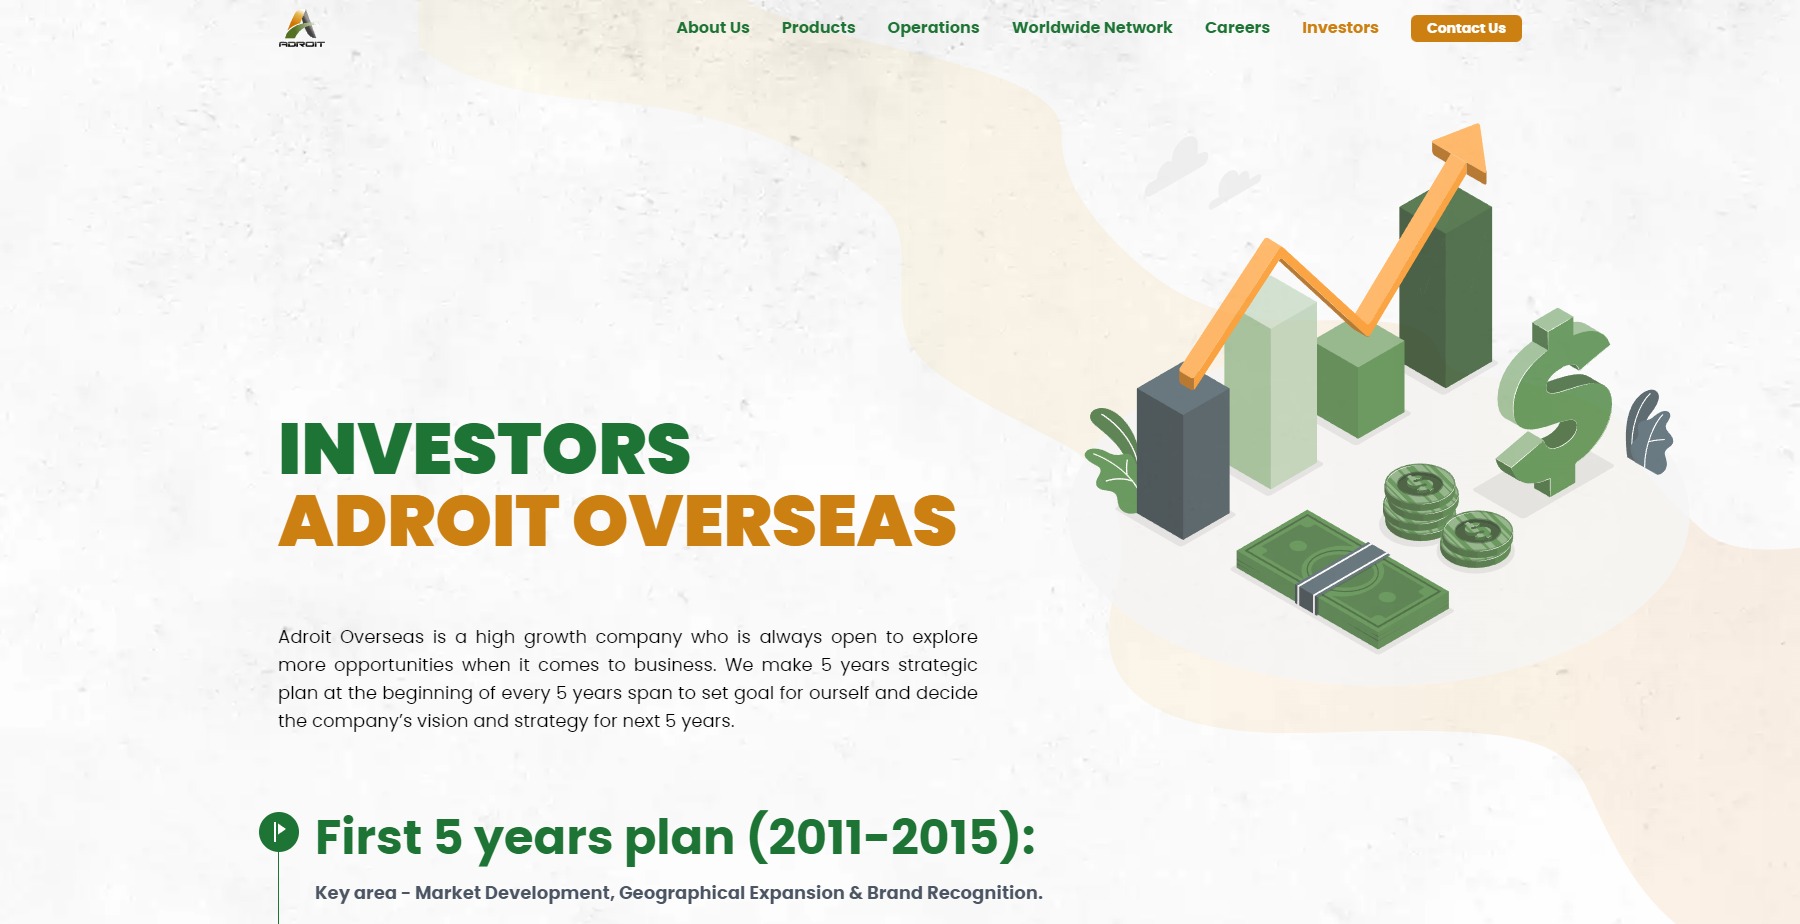 ADROIT
About Us
Products
Operations
Worldwide Network
Careers
Investors
Contact Us
INVESTORS
ADROIT OVERSEAS
Adroit Overseas is a high growth company who is always open to explore
more opportunities when it comes to business. We make 5 years strategic
plan at the beginning of every 5 years span to set goal for ourself and decide
the company’s vision and strategy for next 5 years.
First 5 years plan (2011-2015):
Key area - Market Development, Geographical Expansion & Brand Recognition.